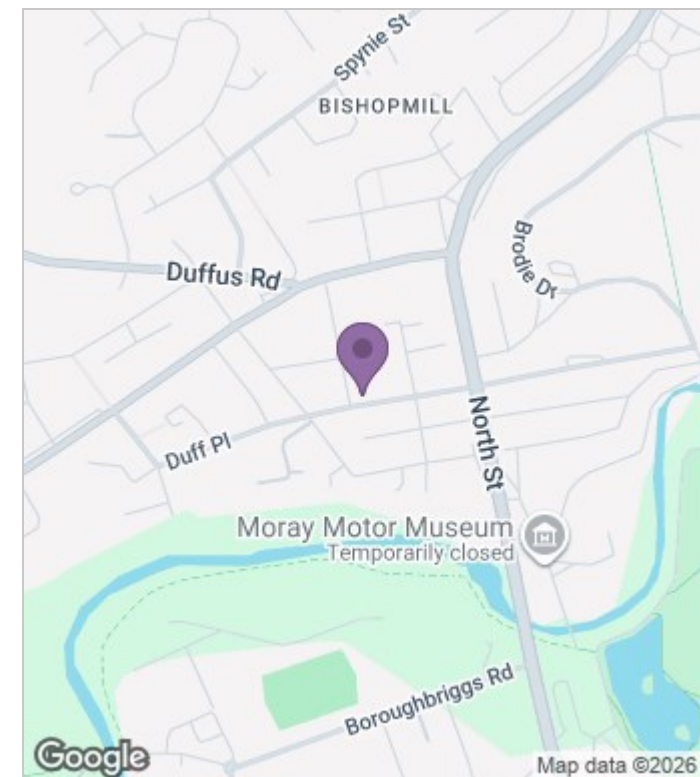 Spynie St
BISHOPMILL
Brodie Dr
Duffus Rd
North St
Duff Pl
Moray Motor Museum
Temporarily closed
Boroughbriggs Rd
Google
Map data ©2026